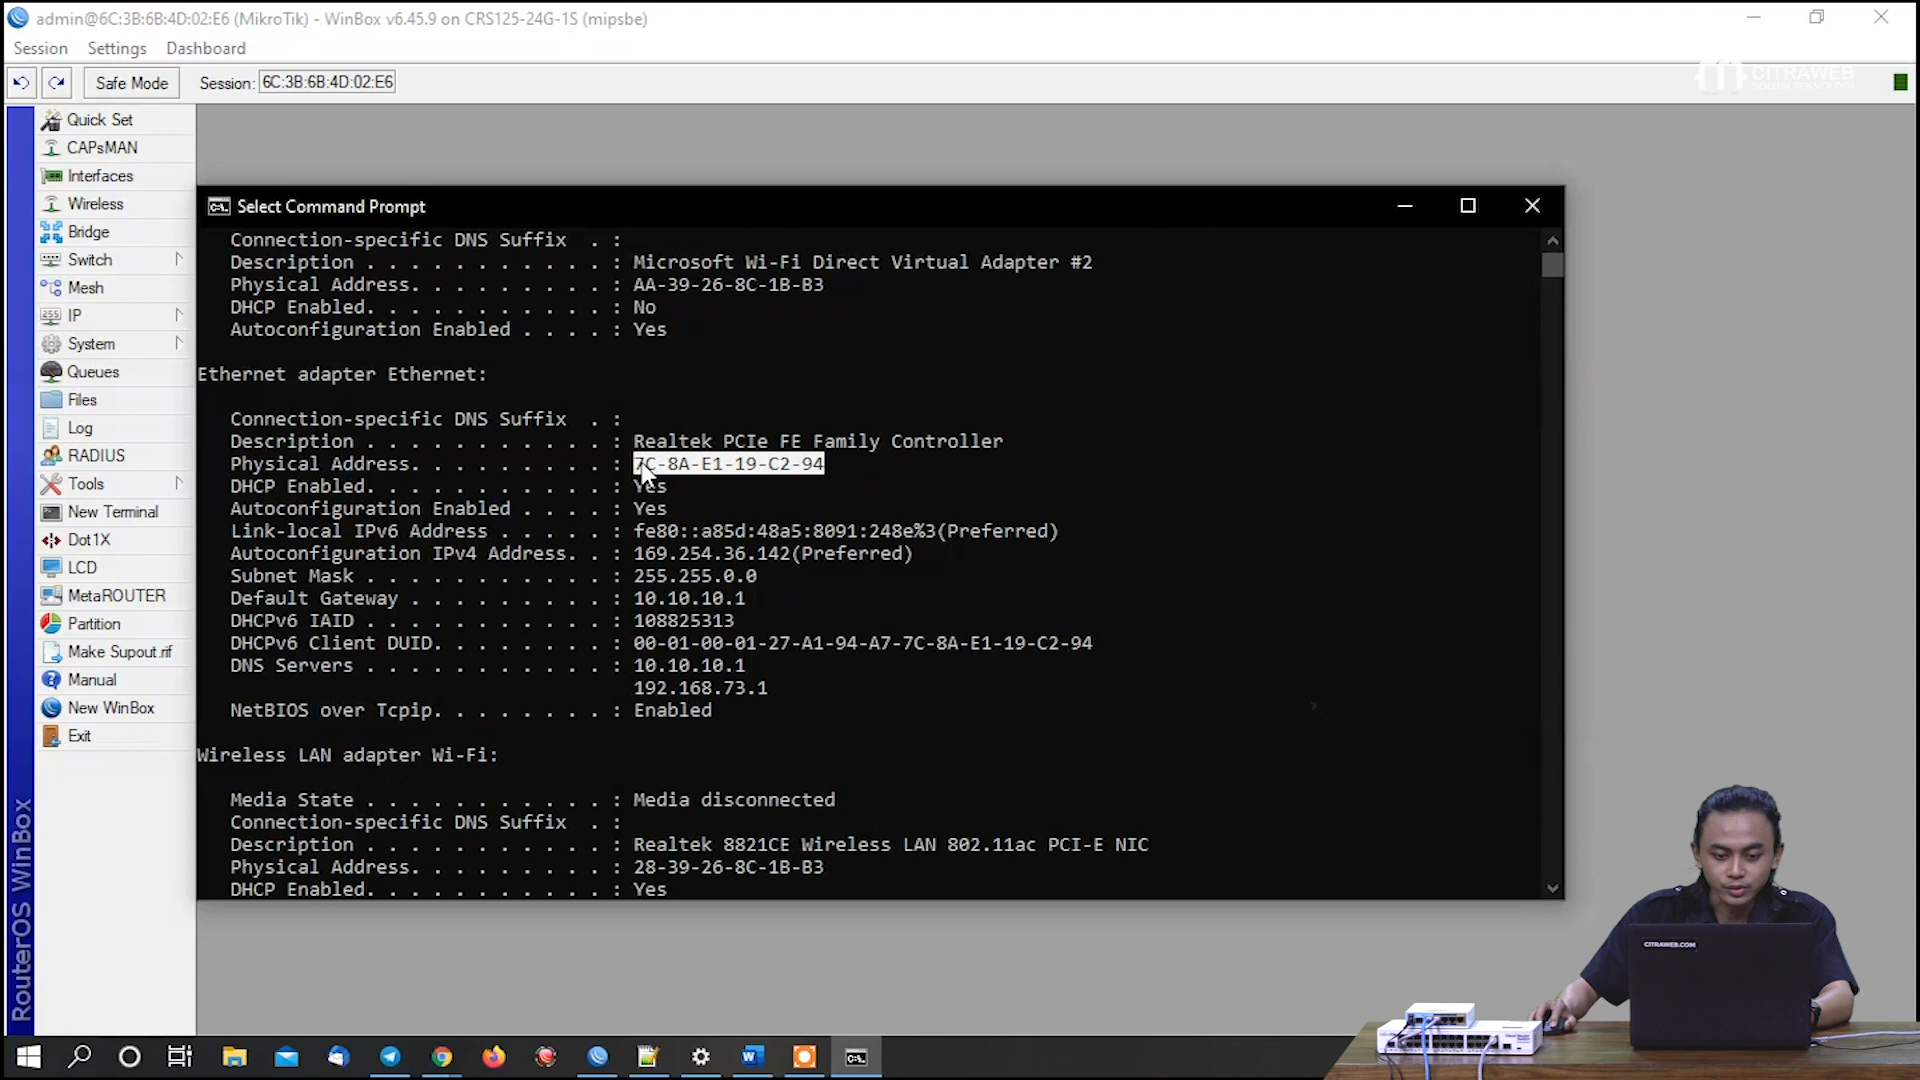 admin@6C:3B:6B:4D:02:E6 (MikroTik) - WinBox v6.45.9 on CRS125-24G-1S (mipsbe)
Session Settings Dashboard
Safe Mode Session: 6C:3B:6B:4D:02:E6
CITRAWEB
SOLUSI TEKNOLOGI
Quick Set
CAPsMAN
Interfaces
Wireless
Bridge
Switch
Mesh
255 IP
System
Queues
Files
Log
RADIUS
Tools
New Terminal
Dot1X
LCD
MetaROUTER
Partition
Make Supout.rif
Manual
New WinBox
Exit
RouterOS WinBox
C:\. Select Command Prompt
Connection-specific DNS Suffix . :
Description . . . . . . . . . . . : Microsoft Wi-Fi Direct Virtual Adapter #2
Physical Address. . . . . . . . . : AA-39-26-8C-1B-B3
DHCP Enabled. . . . . . . . . . . : No
Autoconfiguration Enabled . . . . : Yes
Ethernet adapter Ethernet:
Connection-specific DNS Suffix . :
Description . . . . . . . . . . . : Realtek PCIe FE Family Controller
Physical Address. . . . . . . . . : 7C-8A-E1-19-C2-94
DHCP Enabled. . . . . . . . . . . : Yes
Autoconfiguration Enabled . . . . : Yes
Link-local IPv6 Address . . . . . : fe80::a85d:48a5:8091:248e%3(Preferred)
Autoconfiguration IPv4 Address. . : 169.254.36.142(Preferred)
Subnet Mask . . . . . . . . . . . : 255.255.0.0
Default Gateway . . . . . . . . . : 10.10.10.1
DHCPv6 IAID . . . . . . . . . . . : 108825313
DHCPv6 Client DUID. . . . . . . . : 00-01-00-01-27-A1-94-A7-7C-8A-E1-19-C2-94
DNS Servers . . . . . . . . . . . : 10.10.10.1
192.168.73.1
NetBIOS over Tcpip. . . . . . . . : Enabled
Wireless LAN adapter Wi-Fi:
Media State . . . . . . . . . . . : Media disconnected
Connection-specific DNS Suffix . :
Description . . . . . . . . . . . : Realtek 8821CE Wireless LAN 802.11ac PCI-E NIC
Physical Address. . . . . . . . . : 28-39-26-8C-1B-B3
DHCP Enabled. . . . . . . . . . . : Yes
CITRAWEB.COM